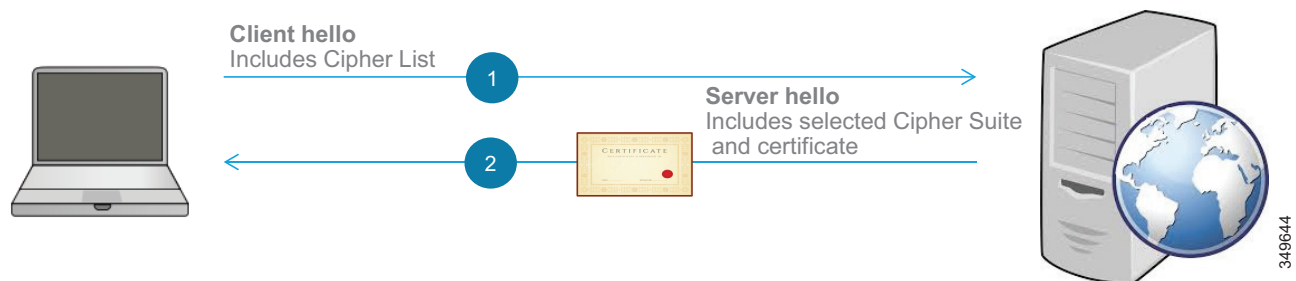 Client hello
Includes Cipher List
1
Server hello
Includes selected Cipher Suite
and certificate
2
CERTIFICATE
349644